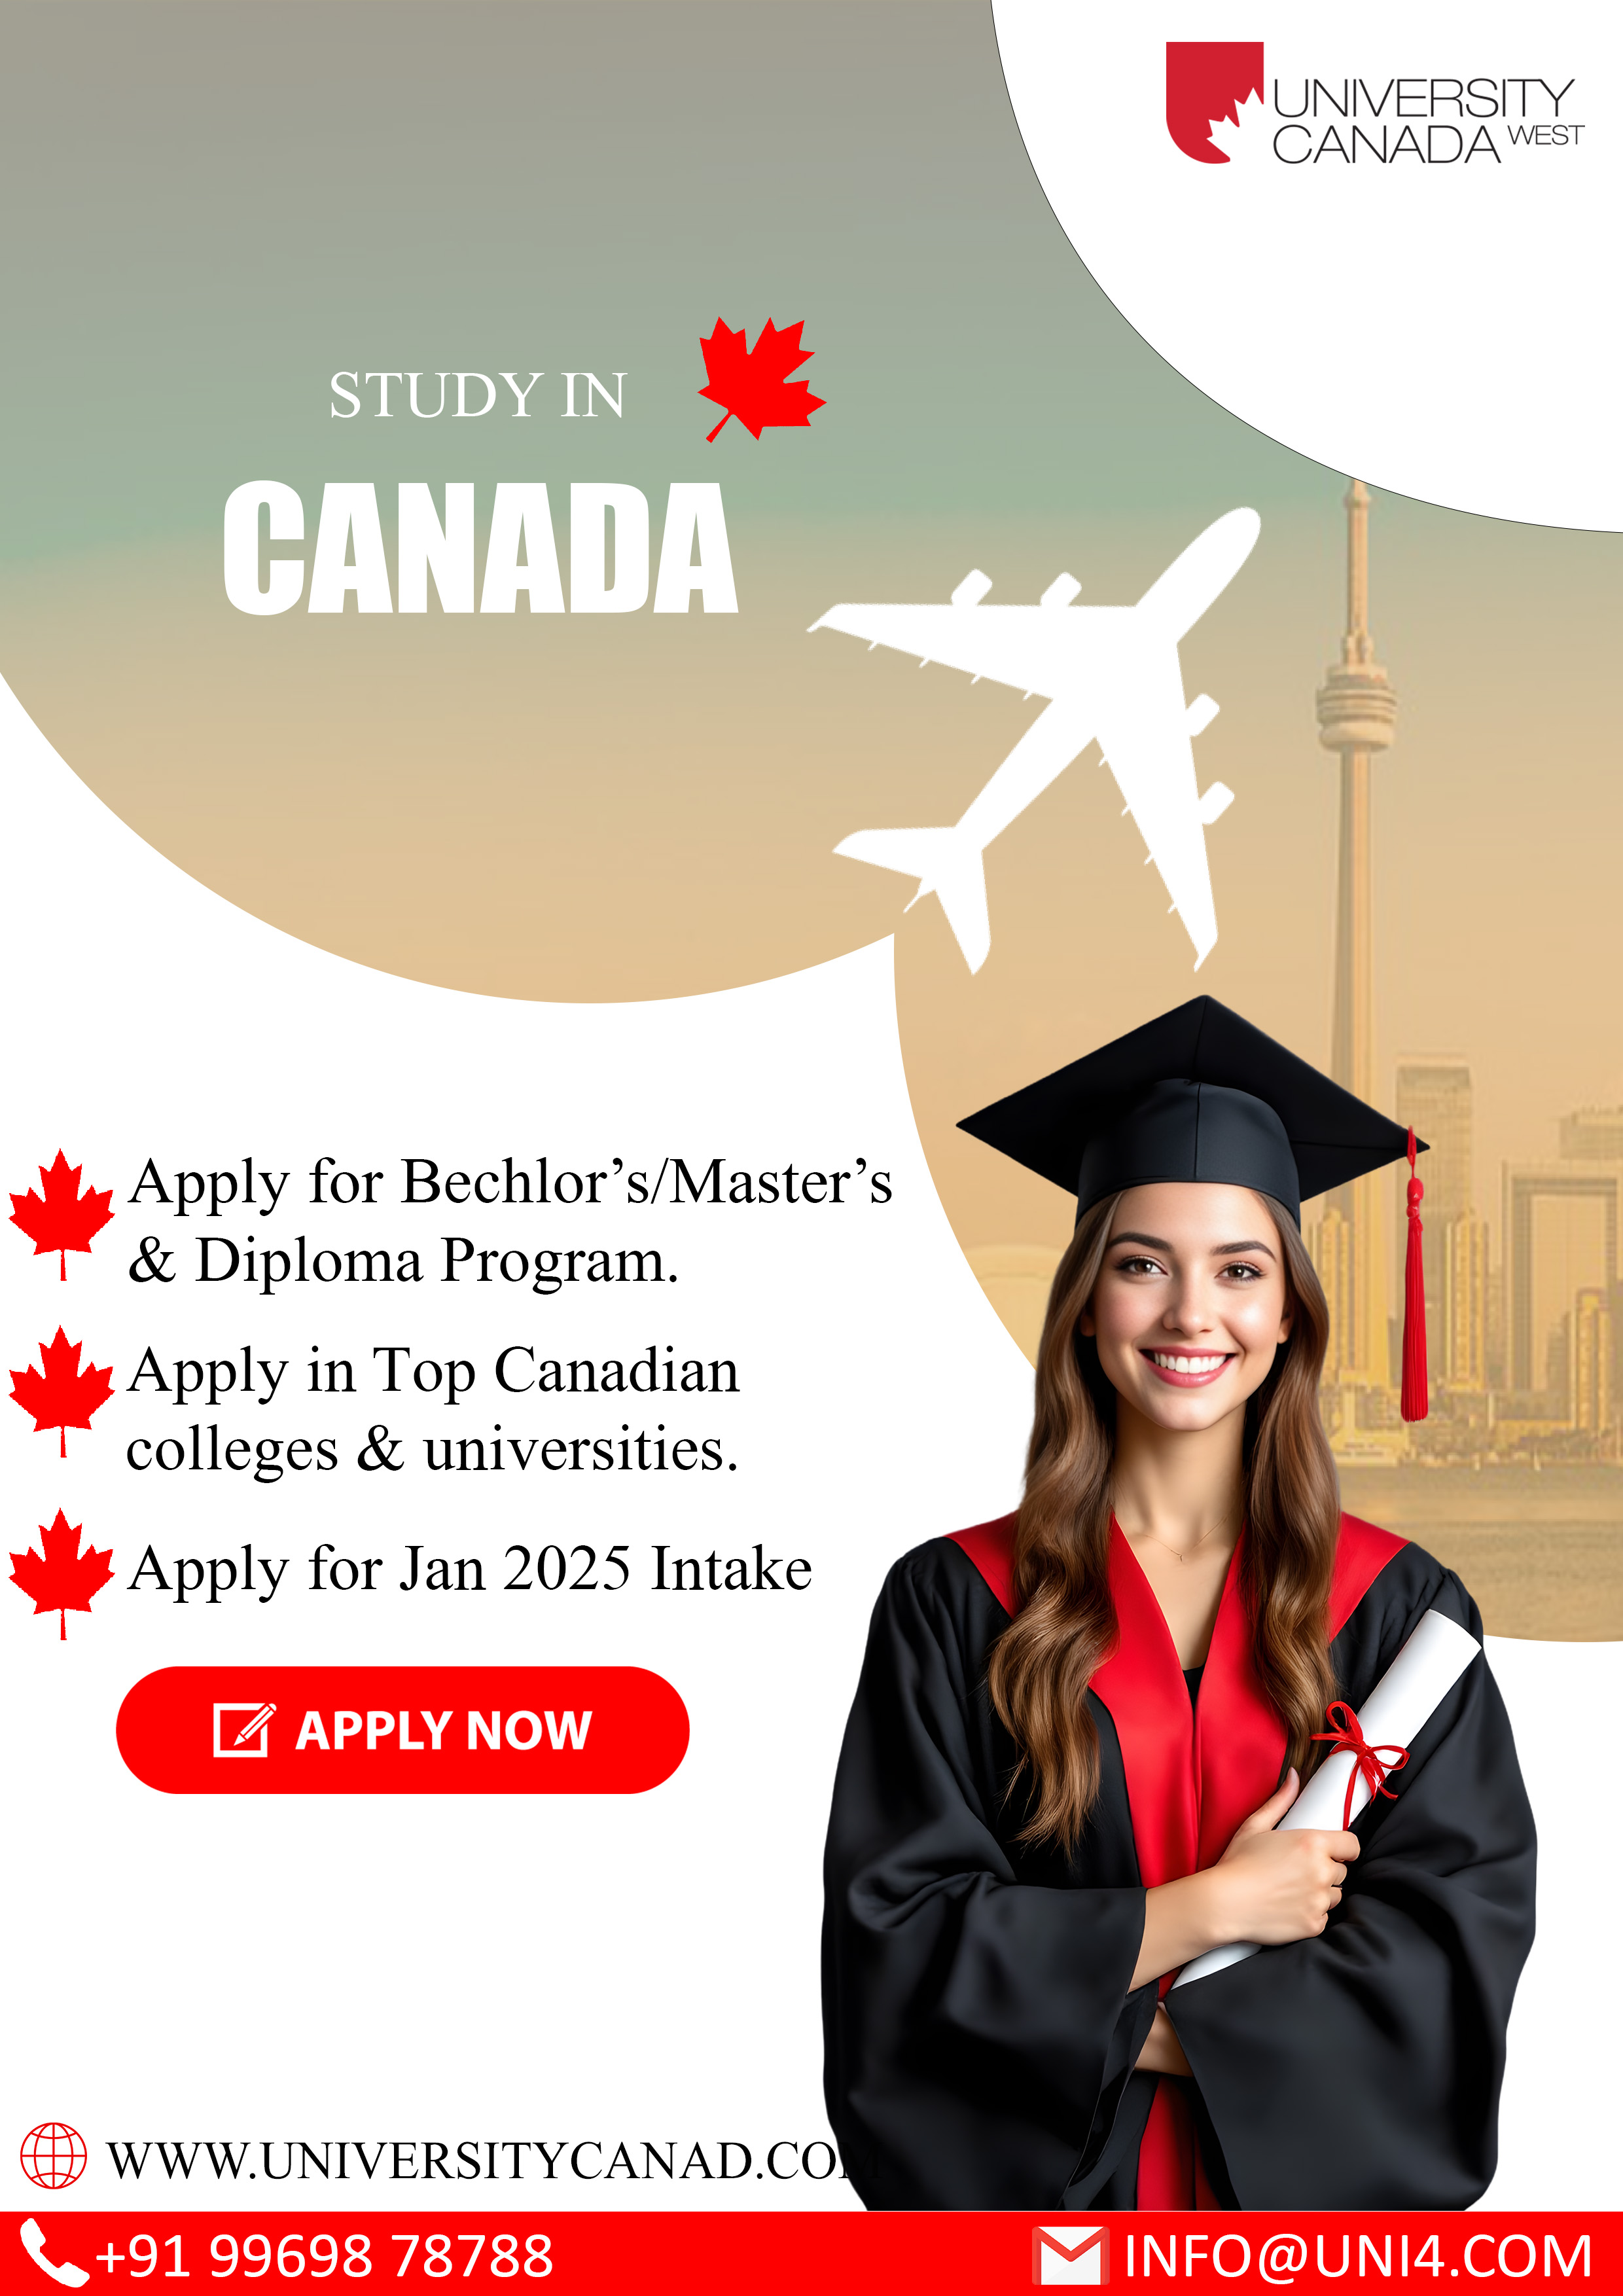 UNIVERSITY
CANADA WEST
STUDY IN
CANADA
Apply for Bechlor’s/Master’s
& Diploma Program.
Apply in Top Canadian
colleges & universities.
Apply for Jan 2025 Intake
APPLY NOW
WWW.UNIVERSITYCANAD.COM
+91 99698 78788
INFO@UNI4.COM